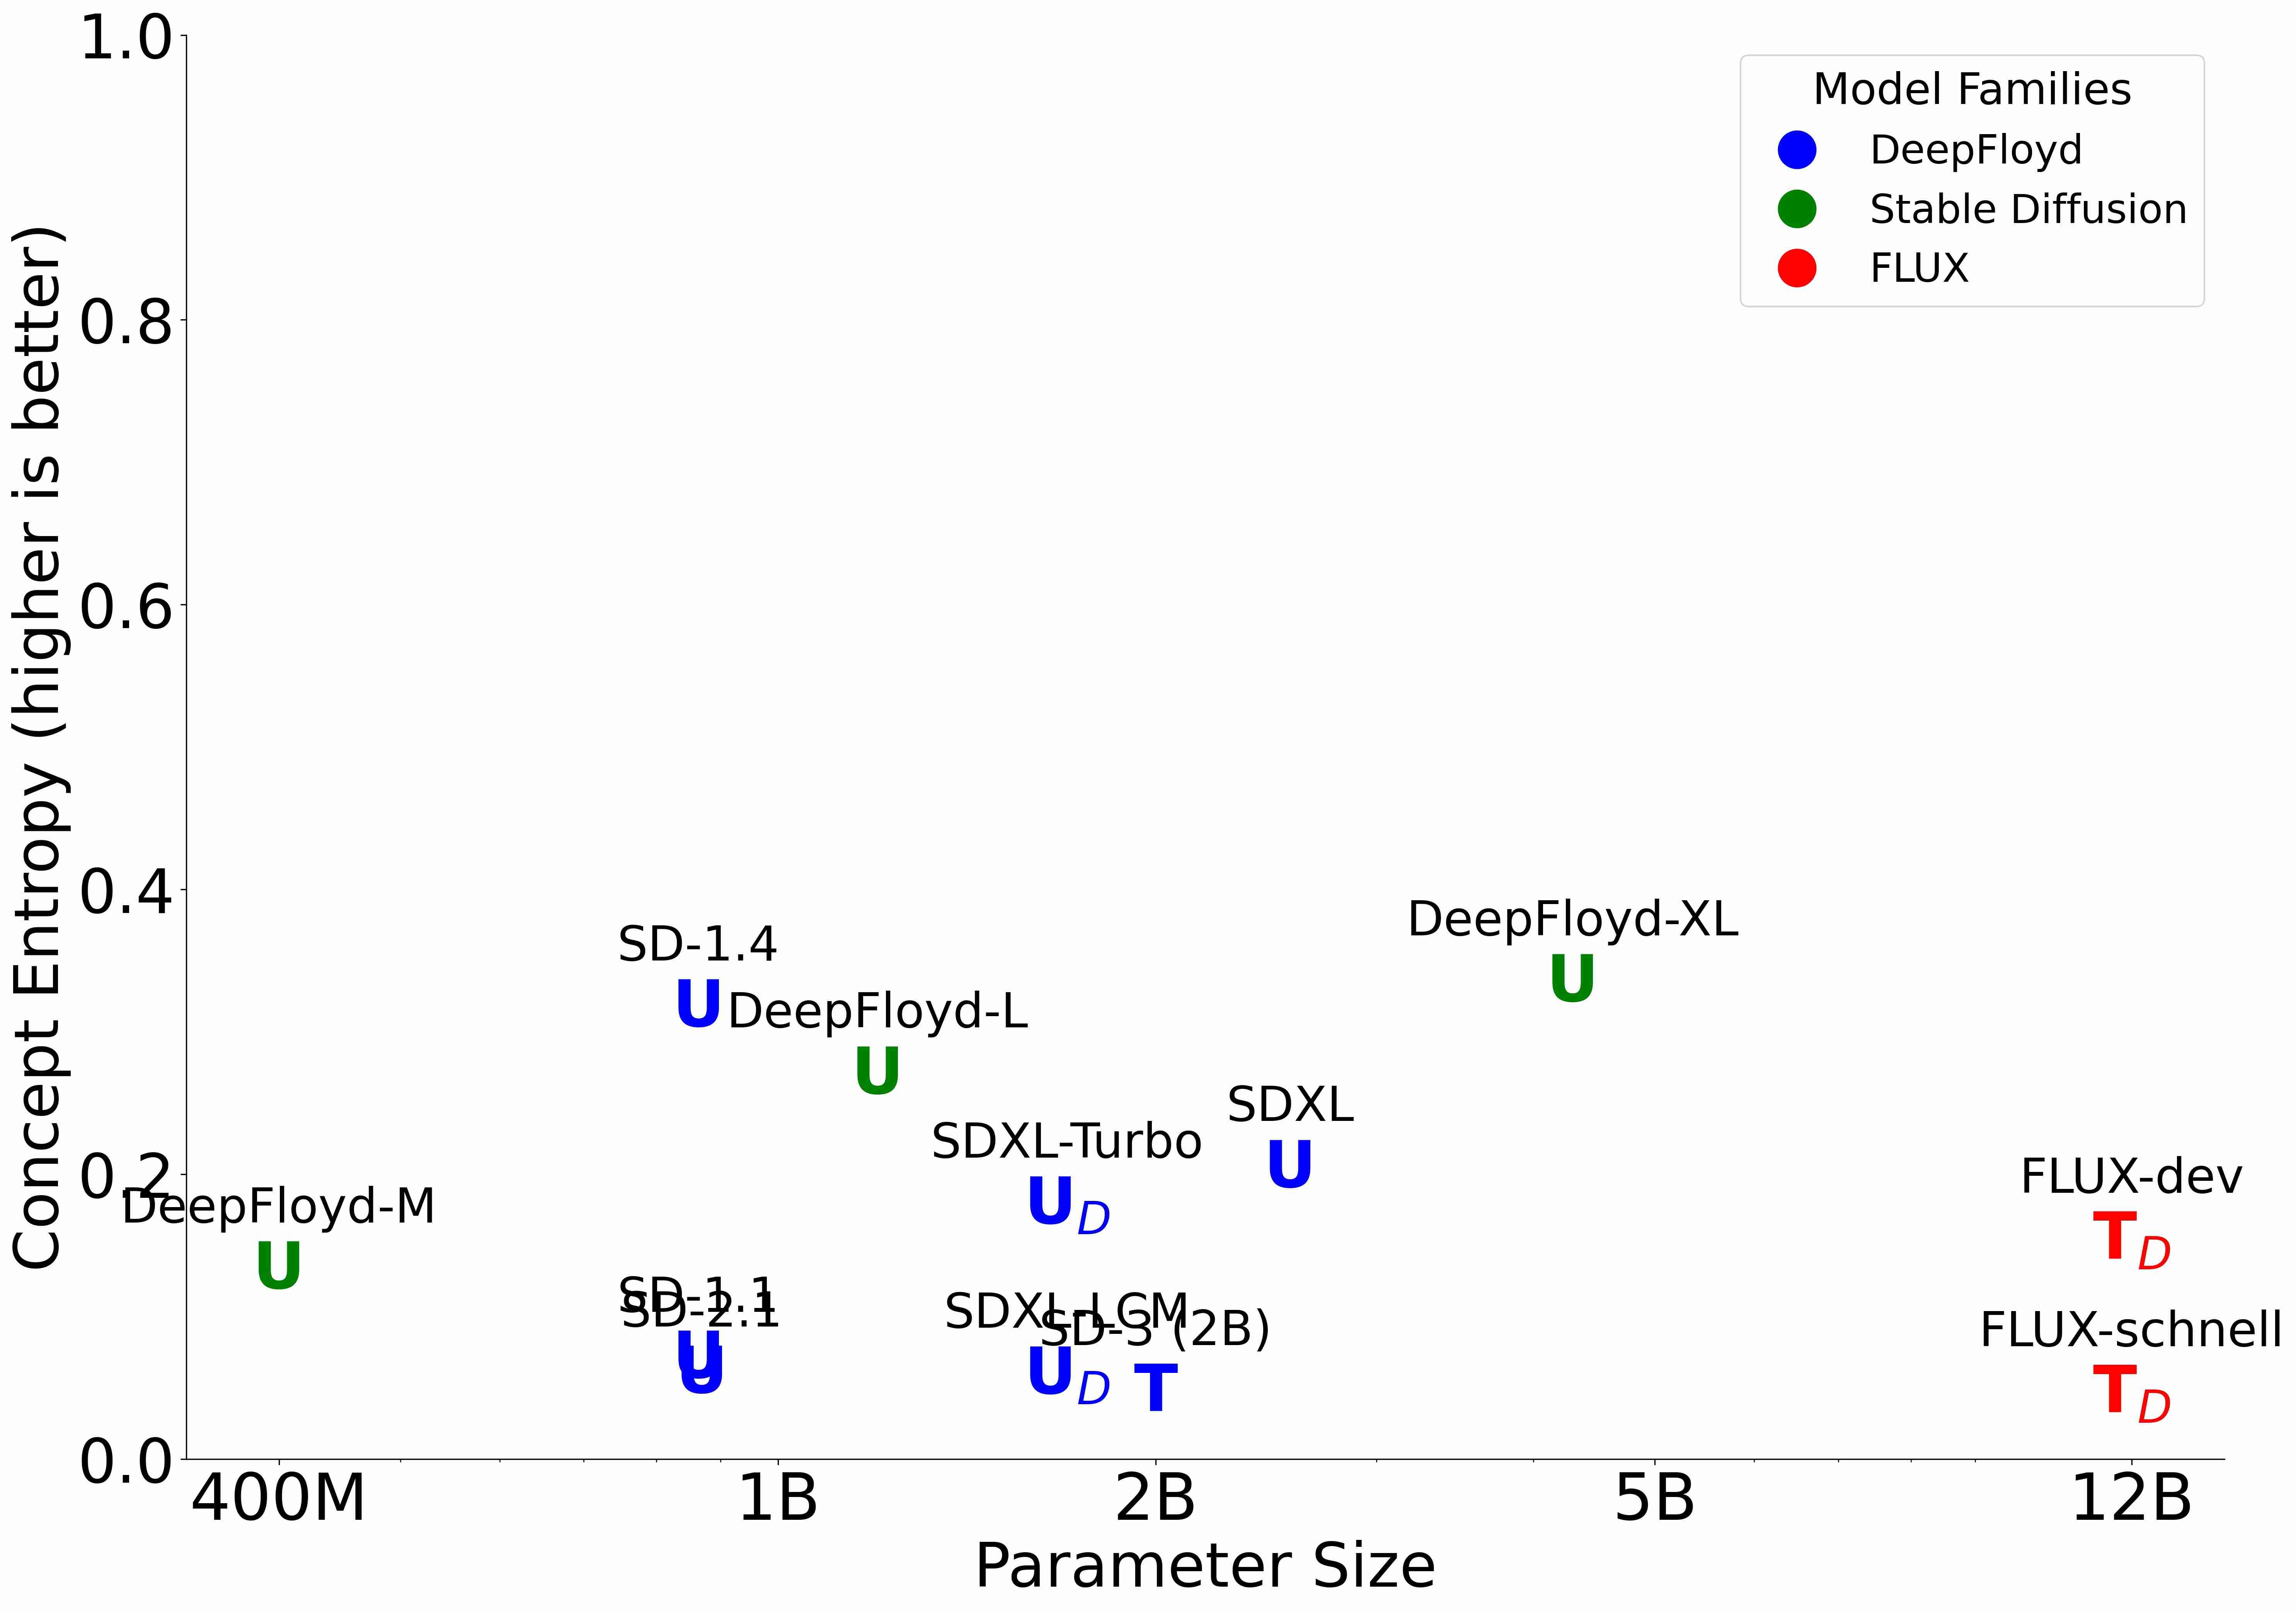 Concept Entropy (higher is better)
1.0
0.8
0.6
0.4
0.2
0.0
Model Families
DeepFloyd
Stable Diffusion
FLUX
SD-1.4
U
DeepFloyd-L
U
DeepFloyd-XL
U
SDXL-Turbo
U D
SDXL
U
DeepFloyd-M
U
FLUX-dev
T D
SD-1.1
U
SD-2.1
U
SDXL-LCM
U D
SD-3 (2B)
T
FLUX-schnell
T D
400M
1B
2B
5B
12B
Parameter Size